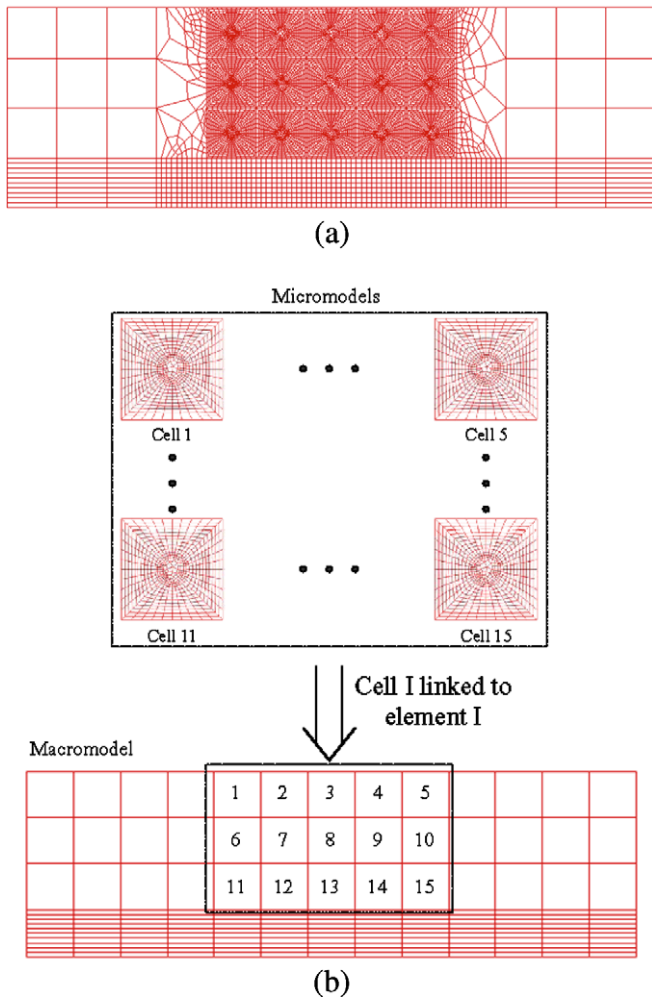 (a)
Micromodels
Cell 1
Cell 5
Cell 11
Cell 15
Cell I linked to
element I
Macromodel
1 2 3 4 5
6 7 8 9 10
11 12 13 14 15
(b)